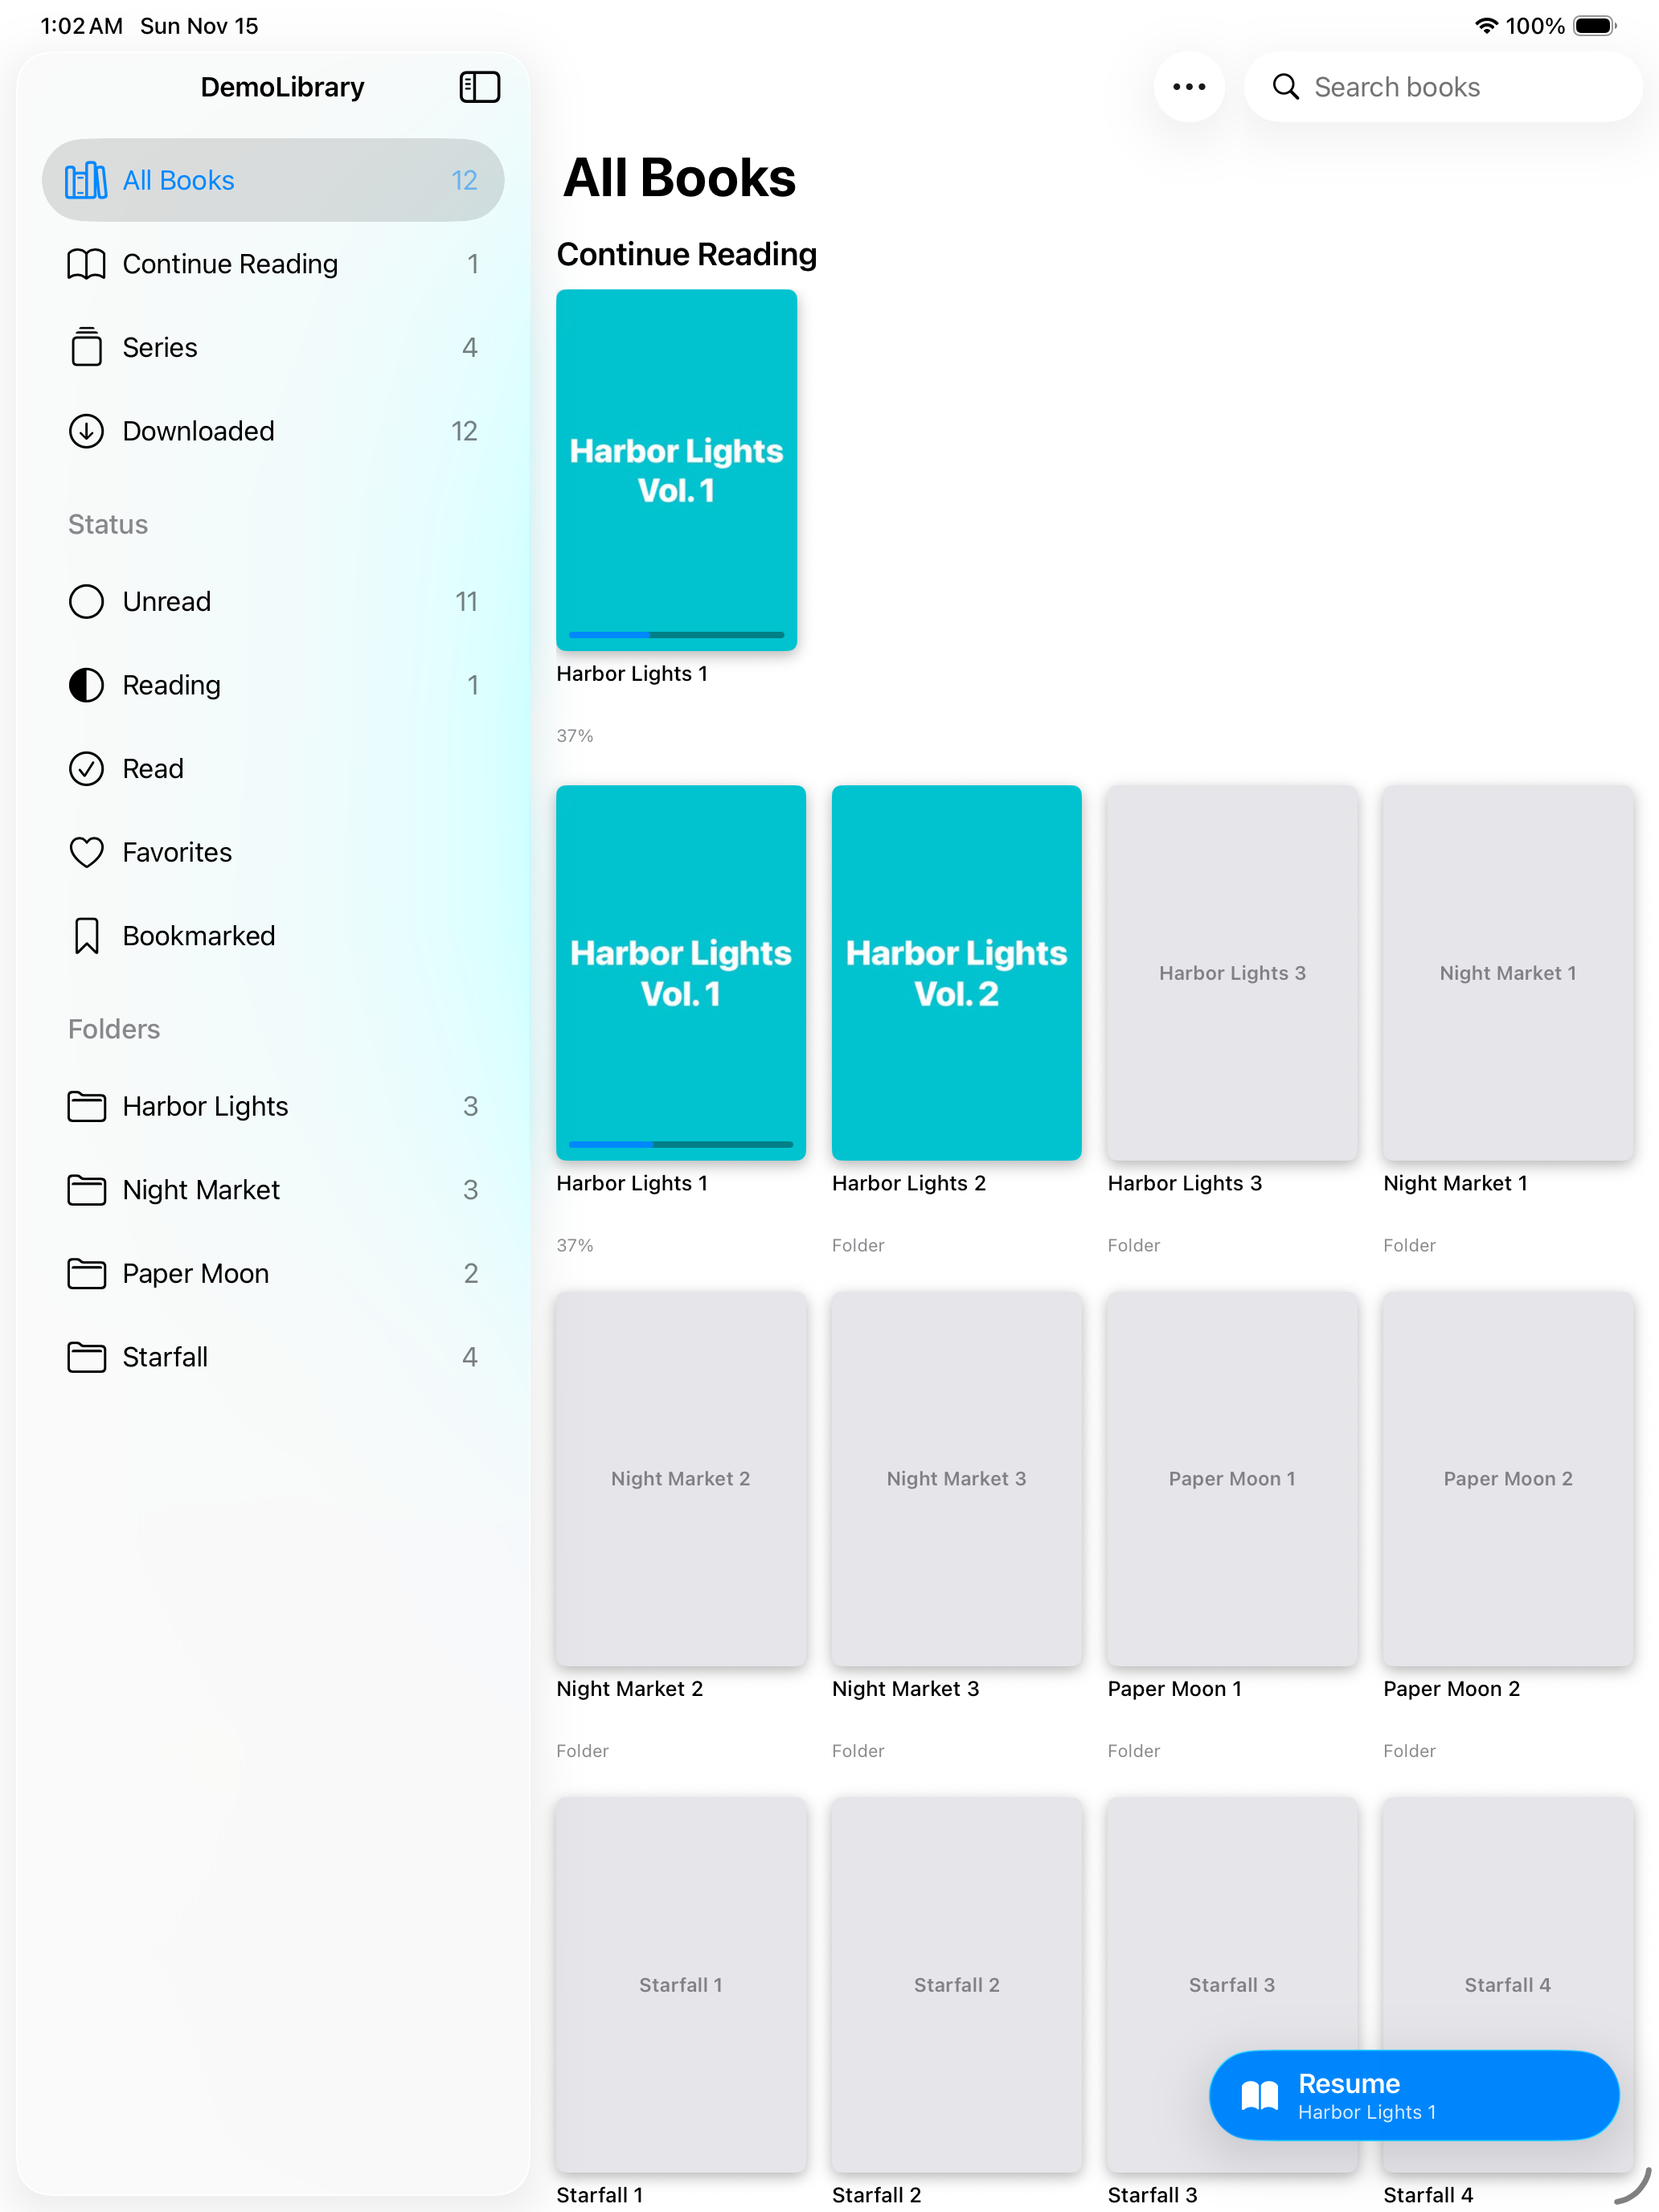 1:02 AM Sun Nov 15
100%
DemoLibrary
All Books 12
Continue Reading 1
Series 4
Downloaded 12
Status
Unread 11
Reading 1
Read
Favorites
Bookmarked
Folders
Harbor Lights 3
Night Market 3
Paper Moon 2
Starfall 4
Search books
All Books
Continue Reading
Harbor Lights
Vol. 1
Harbor Lights 1
37%
Harbor Lights
Vol. 1
Harbor Lights 1
37%
Harbor Lights
Vol. 2
Harbor Lights 2
Folder
Harbor Lights 3
Harbor Lights 3
Folder
Night Market 1
Night Market 1
Folder
Night Market 2
Night Market 2
Folder
Night Market 3
Night Market 3
Folder
Paper Moon 1
Paper Moon 1
Folder
Paper Moon 2
Paper Moon 2
Folder
Starfall 1
Starfall 1
Starfall 2
Starfall 2
Starfall 3
Starfall 3
Starfall 4
Starfall 4
Resume
Harbor Lights 1